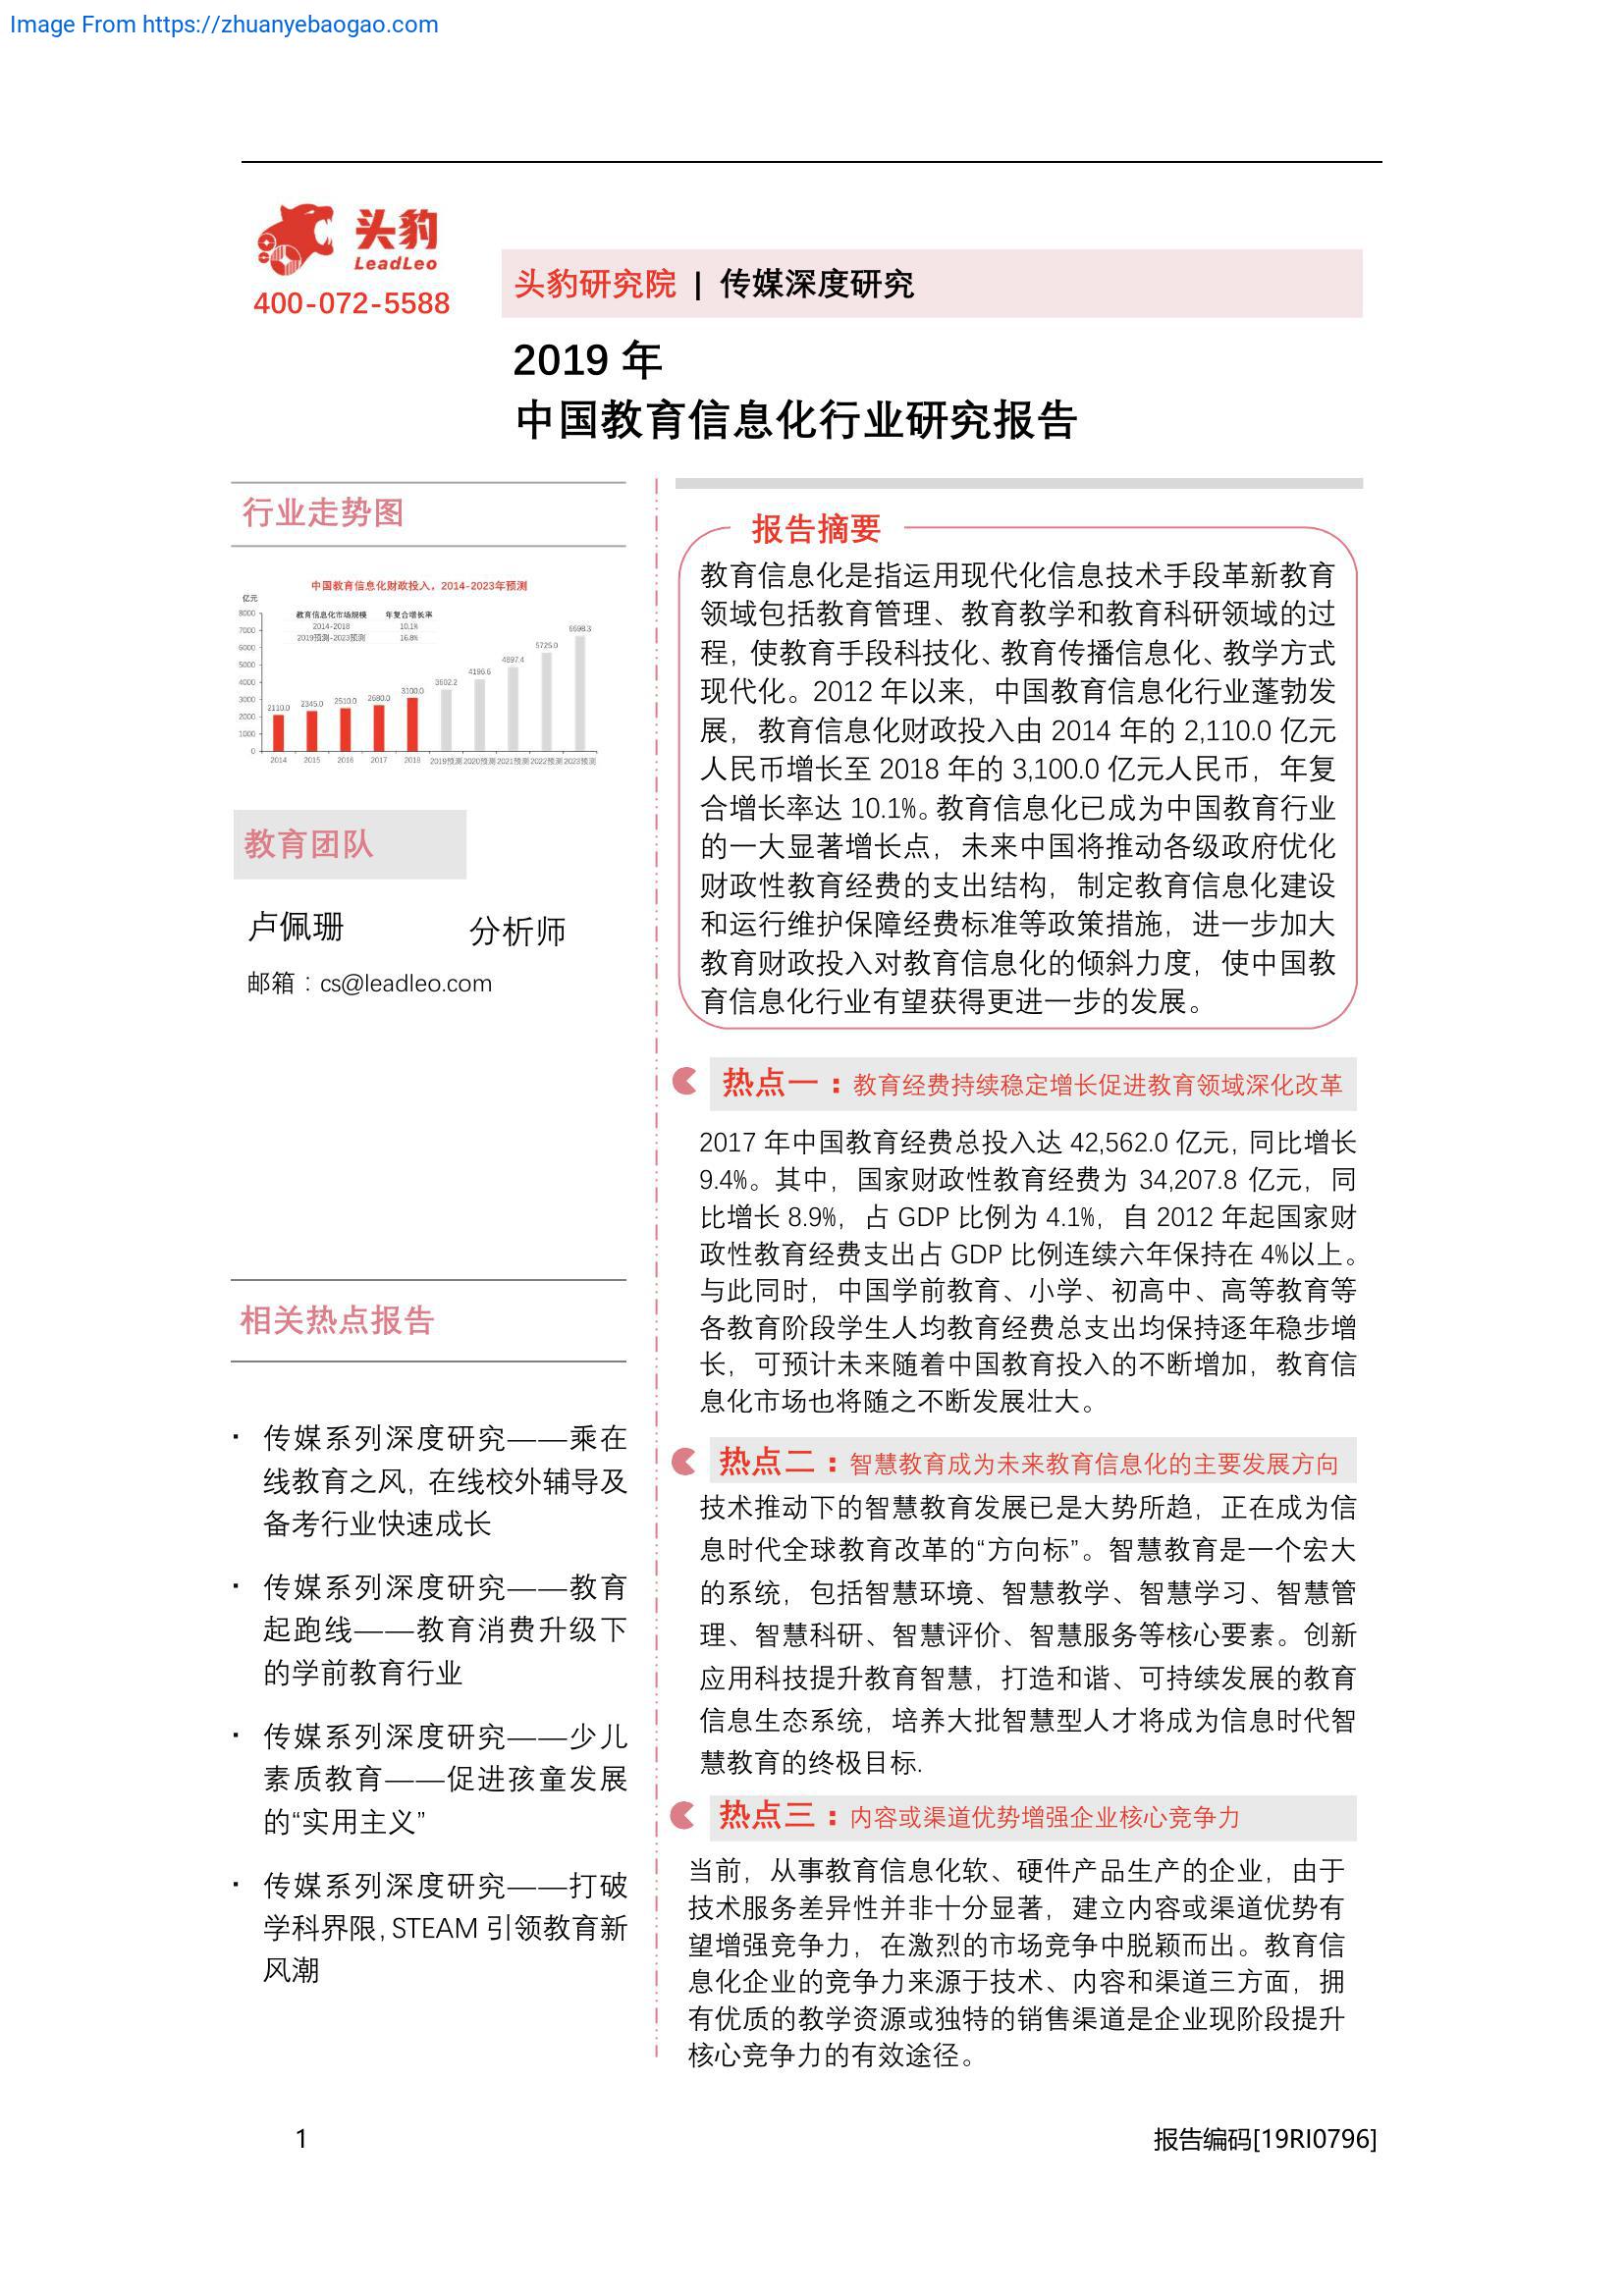 Image From https://zhuanyebaogao.com
头豹
LeadLeo
400-072-5588
头豹研究院 | 传媒深度研究
2019 年
中国教育信息化行业研究报告
行业走势图
中国教育信息化财政投入，2014-2023年预测
亿元
教育信息化市场规模 年复合增长率
2014-2018 10.1%
2019预测-2023预测 16.8%
8000
7000
6000
5000
4000
3000
2000
1000
0
2110.0 2345.0 2510.0 2680.0 3100.0 3602.2 4196.6 4897.4 5725.0 6698.3
2014 2015 2016 2017 2018 2019预测 2020预测 2021预测 2022预测 2023预测
教育团队
卢佩珊 分析师
邮箱：cs@leadleo.com
相关热点报告
· 传媒系列深度研究——乘在
线教育之风，在线校外辅导及
备考行业快速成长
· 传媒系列深度研究——教育
起跑线——教育消费升级下
的学前教育行业
· 传媒系列深度研究——少儿
素质教育——促进孩童发展
的“实用主义”
· 传媒系列深度研究——打破
学科界限，STEAM 引领教育新
风潮
报告摘要
教育信息化是指运用现代化信息技术手段革新教育
领域包括教育管理、教育教学和教育科研领域的过
程，使教育手段科技化、教育传播信息化、教学方式
现代化。2012 年以来，中国教育信息化行业蓬勃发
展，教育信息化财政投入由 2014 年的 2,110.0 亿元
人民币增长至 2018 年的 3,100.0 亿元人民币，年复
合增长率达 10.1%。教育信息化已成为中国教育行业
的一大显著增长点，未来中国将推动各级政府优化
财政性教育经费的支出结构，制定教育信息化建设
和运行维护保障经费标准等政策措施，进一步加大
教育财政投入对教育信息化的倾斜力度，使中国教
育信息化行业有望获得更进一步的发展。
热点一：教育经费持续稳定增长促进教育领域深化改革
2017 年中国教育经费总投入达 42,562.0 亿元，同比增长
9.4%。其中，国家财政性教育经费为 34,207.8 亿元，同
比增长 8.9%，占 GDP 比例为 4.1%，自 2012 年起国家财
政性教育经费支出占 GDP 比例连续六年保持在 4%以上。
与此同时，中国学前教育、小学、初高中、高等教育等
各教育阶段学生人均教育经费总支出均保持逐年稳步增
长，可预计未来随着中国教育投入的不断增加，教育信
息化市场也将随之不断发展壮大。
热点二：智慧教育成为未来教育信息化的主要发展方向
技术推动下的智慧教育发展已是大势所趋，正在成为信
息时代全球教育改革的“方向标”。智慧教育是一个宏大
的系统，包括智慧环境、智慧教学、智慧学习、智慧管
理、智慧科研、智慧评价、智慧服务等核心要素。创新
应用科技提升教育智慧，打造和谐、可持续发展的教育
信息生态系统，培养大批智慧型人才将成为信息时代智
慧教育的终极目标.
热点三：内容或渠道优势增强企业核心竞争力
当前，从事教育信息化软、硬件产品生产的企业，由于
技术服务差异性并非十分显著，建立内容或渠道优势有
望增强竞争力，在激烈的市场竞争中脱颖而出。教育信
息化企业的竞争力来源于技术、内容和渠道三方面，拥
有优质的教学资源或独特的销售渠道是企业现阶段提升
核心竞争力的有效途径。
1
报告编码[19RI0796]